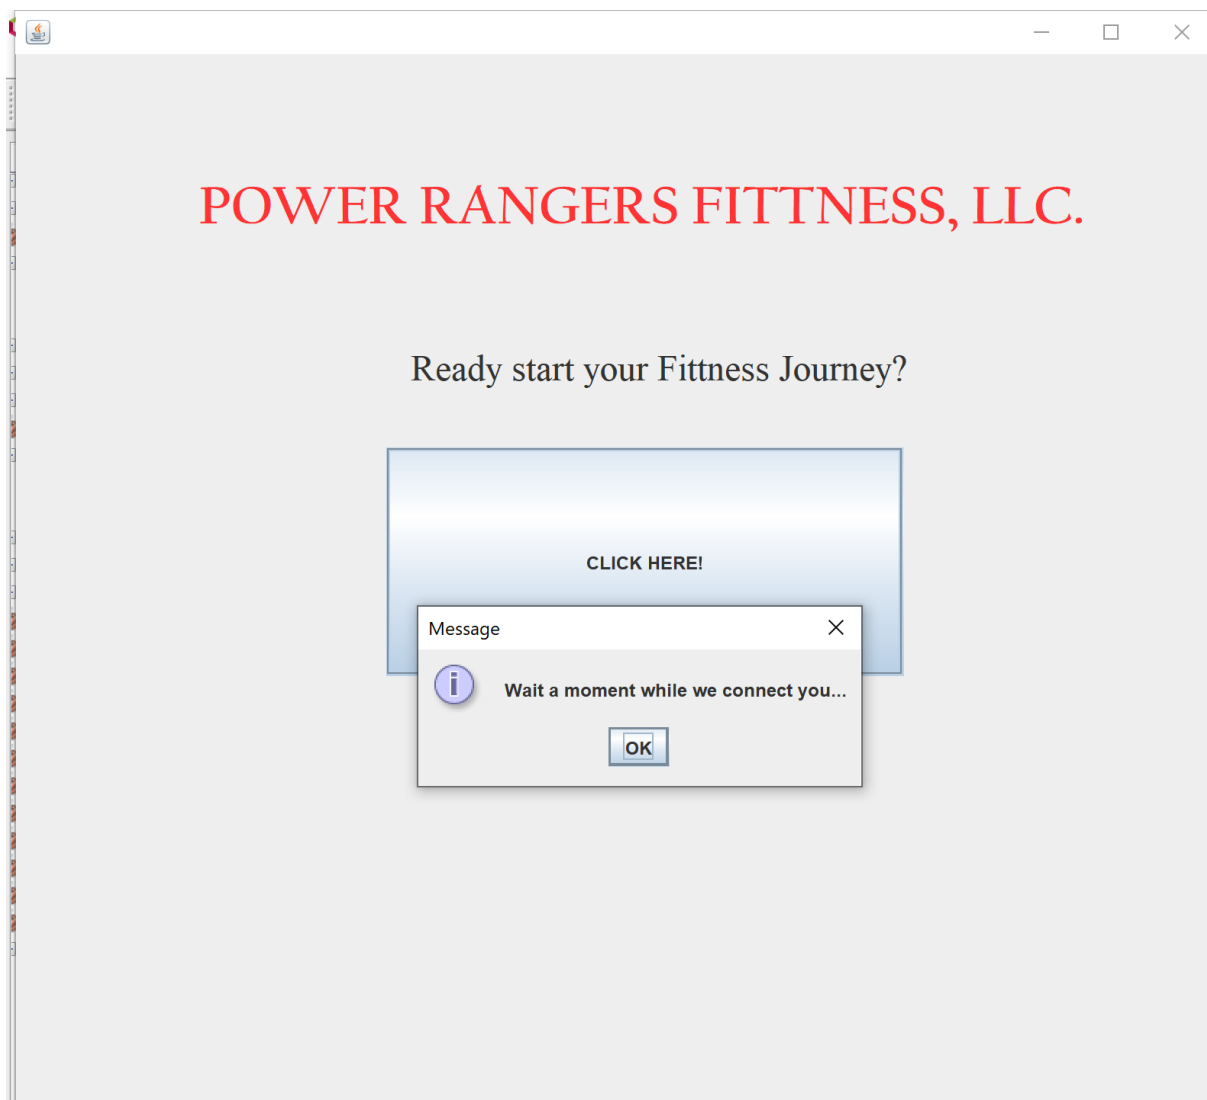 POWER RANGERS FITTNESS, LLC.
Ready start your Fittness Journey?
CLICK HERE!
Message
Wait a moment while we connect you...
OK